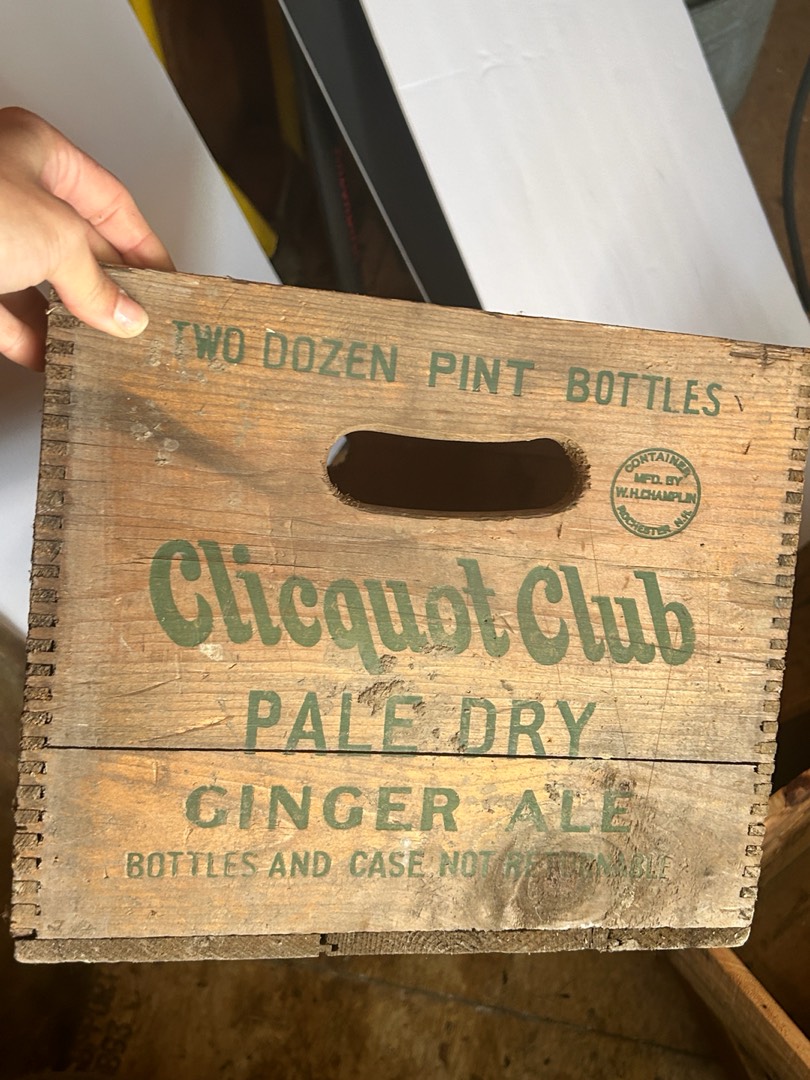 TWO DOZEN PINT BOTTLES
CONTAINER
MFD. BY
W.H.CHAMPLIN
ROCHESTER N.H.
Clicquot Club
PALE DRY
GINGER ALE
BOTTLES AND CASE NOT RETURNABLE